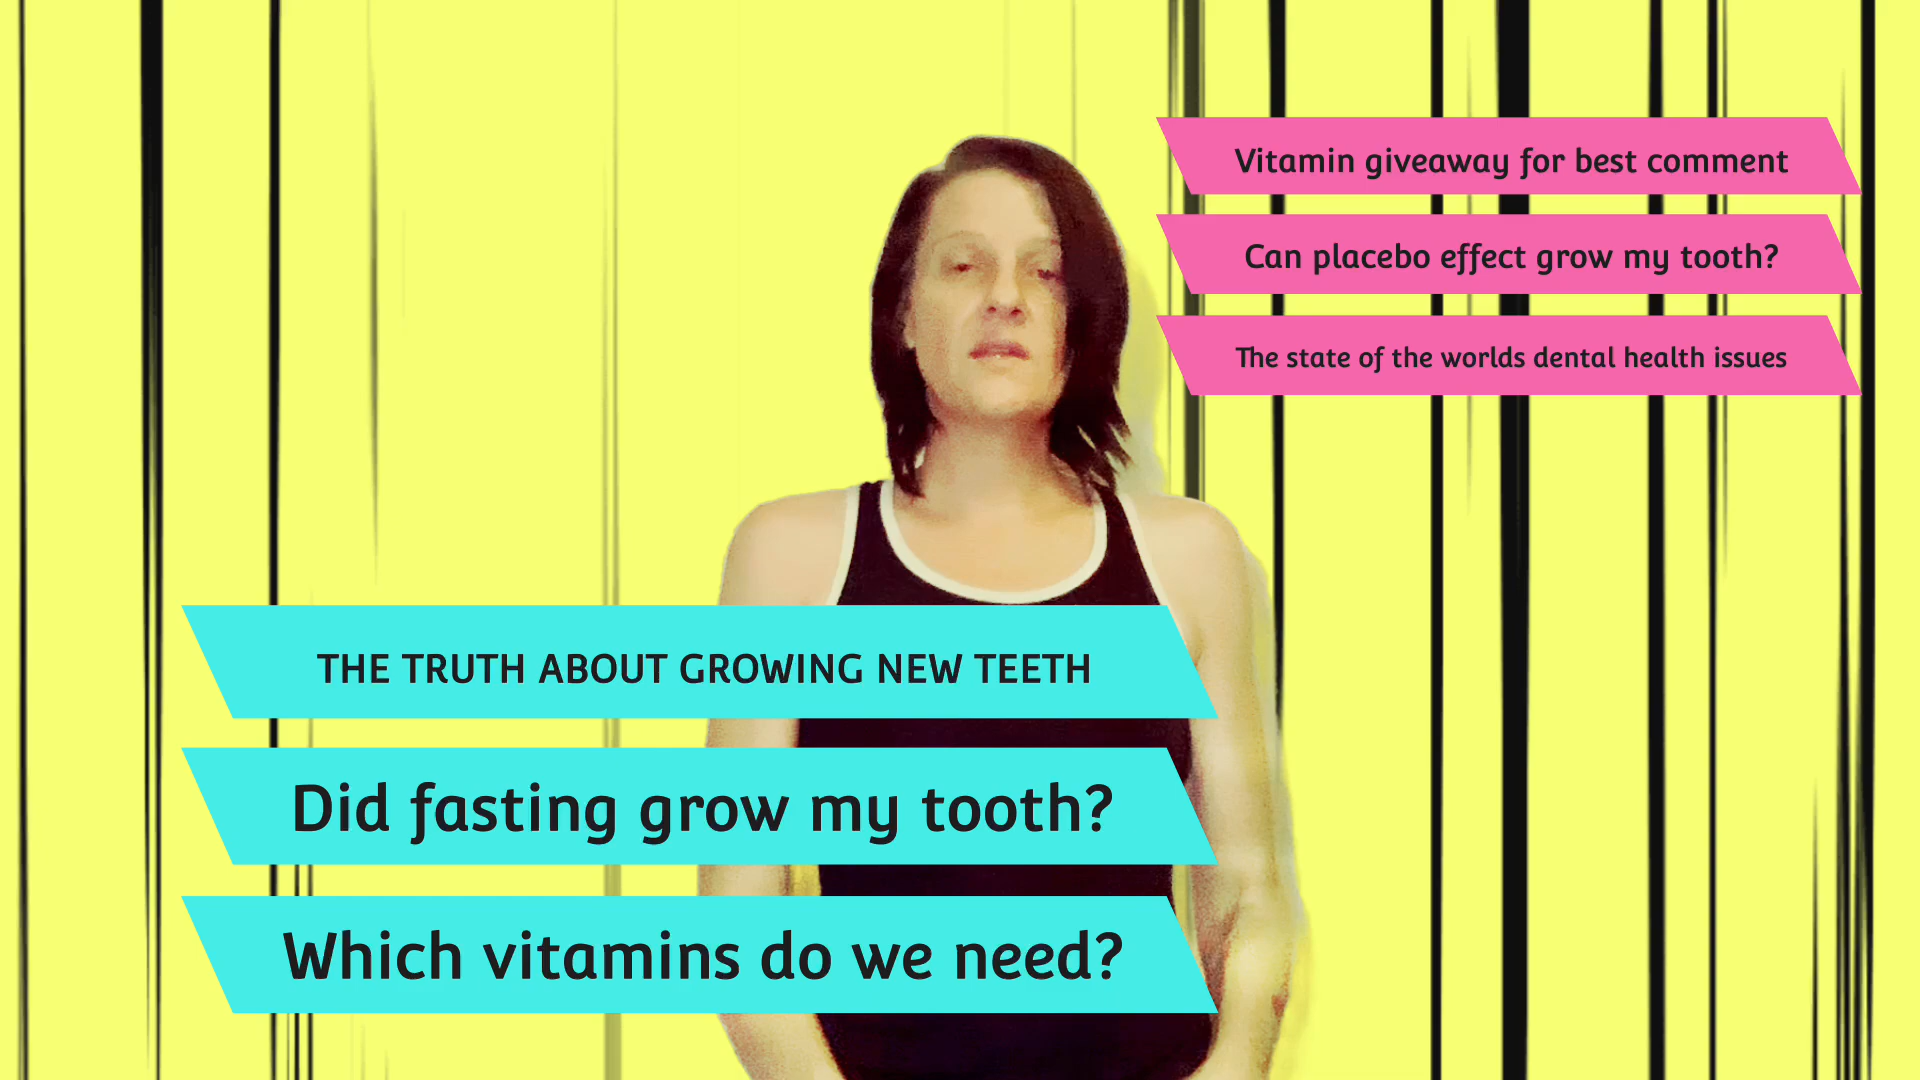 Vitamin giveaway for best comment
Can placebo effect grow my tooth?
The state of the worlds dental health issues
THE TRUTH ABOUT GROWING NEW TEETH
Did fasting grow my tooth?
Which vitamins do we need?